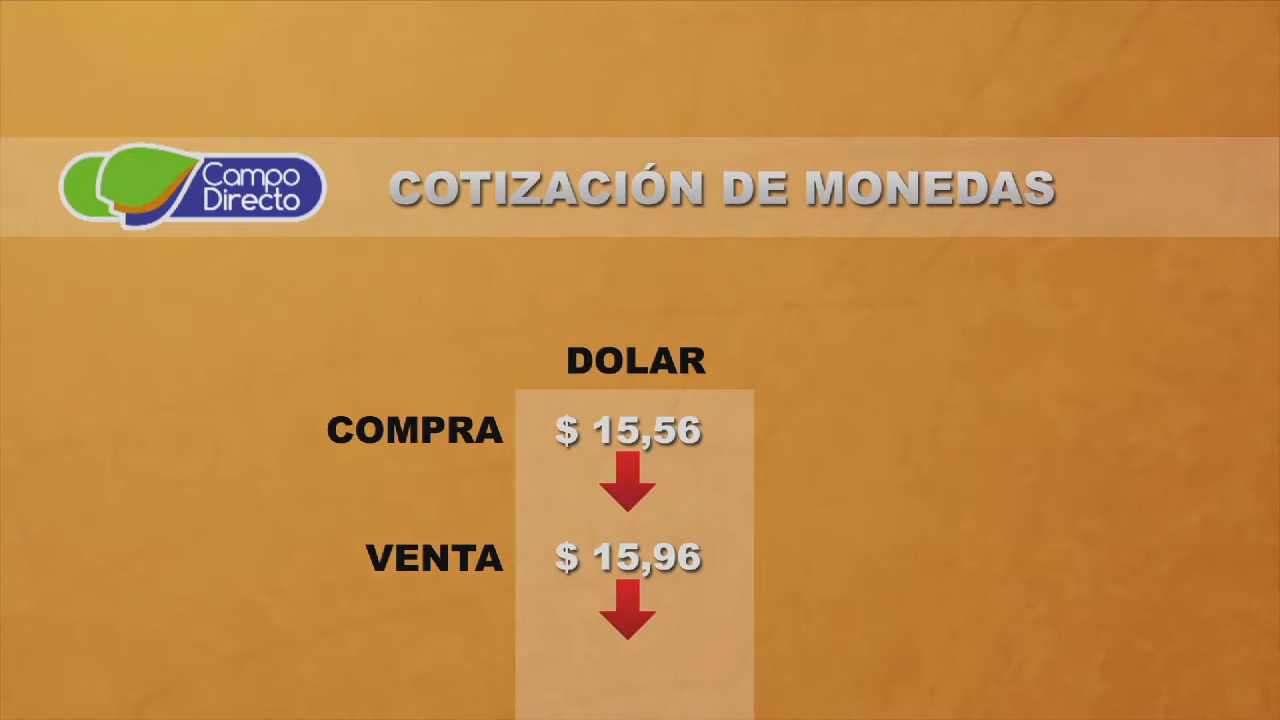 Campo
Directo
COTIZACIÓN DE MONEDAS
DOLAR
COMPRA $ 15,56
VENTA $ 15,96